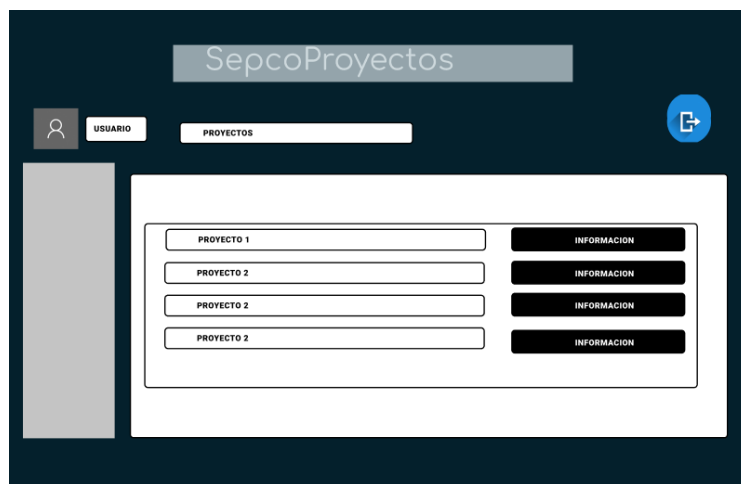 SepcoProyectos
USUARIO
PROYECTOS
PROYECTO 1
INFORMACION
PROYECTO 2
INFORMACION
PROYECTO 2
INFORMACION
PROYECTO 2
INFORMACION